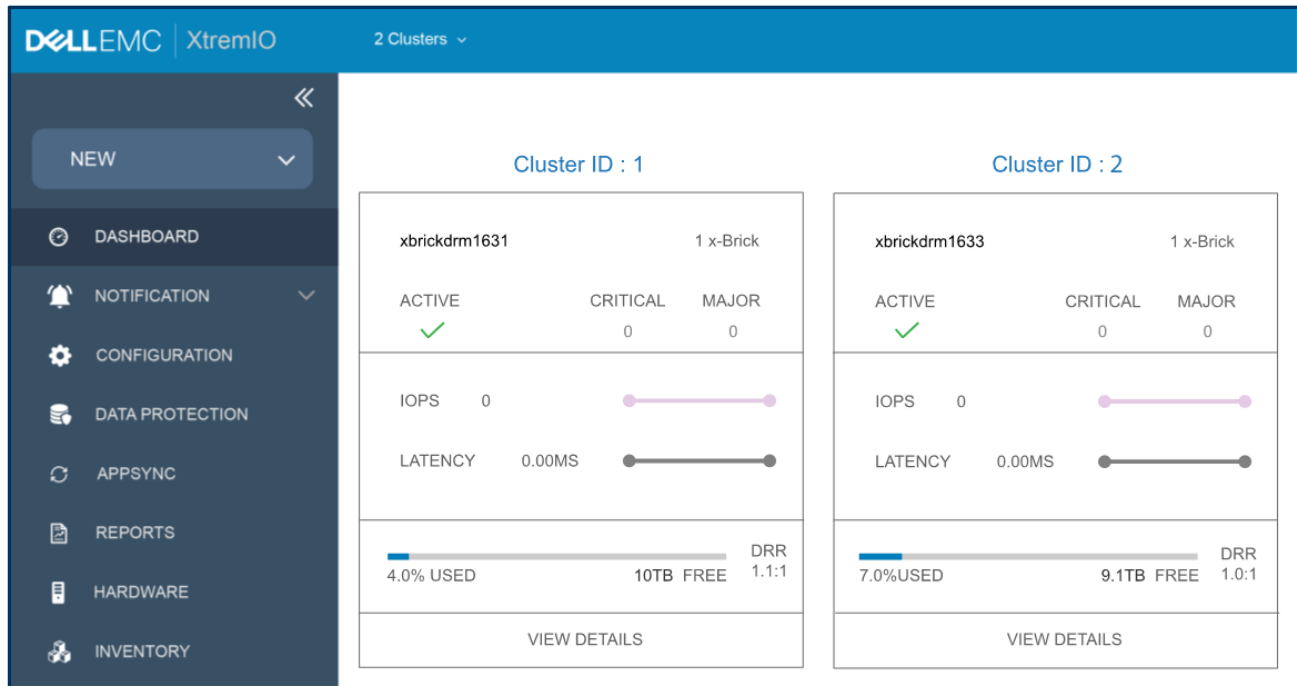 DELLEMC | XtremIO
2 Clusters
NEW
DASHBOARD
NOTIFICATION
CONFIGURATION
DATA PROTECTION
APPSYNC
REPORTS
HARDWARE
INVENTORY
Cluster ID : 1
xbrickdrm1631 1 x-Brick
ACTIVE CRITICAL MAJOR
0 0
IOPS 0
LATENCY 0.00MS
DRR
4.0% USED 10TB FREE 1.1:1
VIEW DETAILS
Cluster ID : 2
xbrickdrm1633 1 x-Brick
ACTIVE CRITICAL MAJOR
0 0
IOPS 0
LATENCY 0.00MS
DRR
7.0%USED 9.1TB FREE 1.0:1
VIEW DETAILS